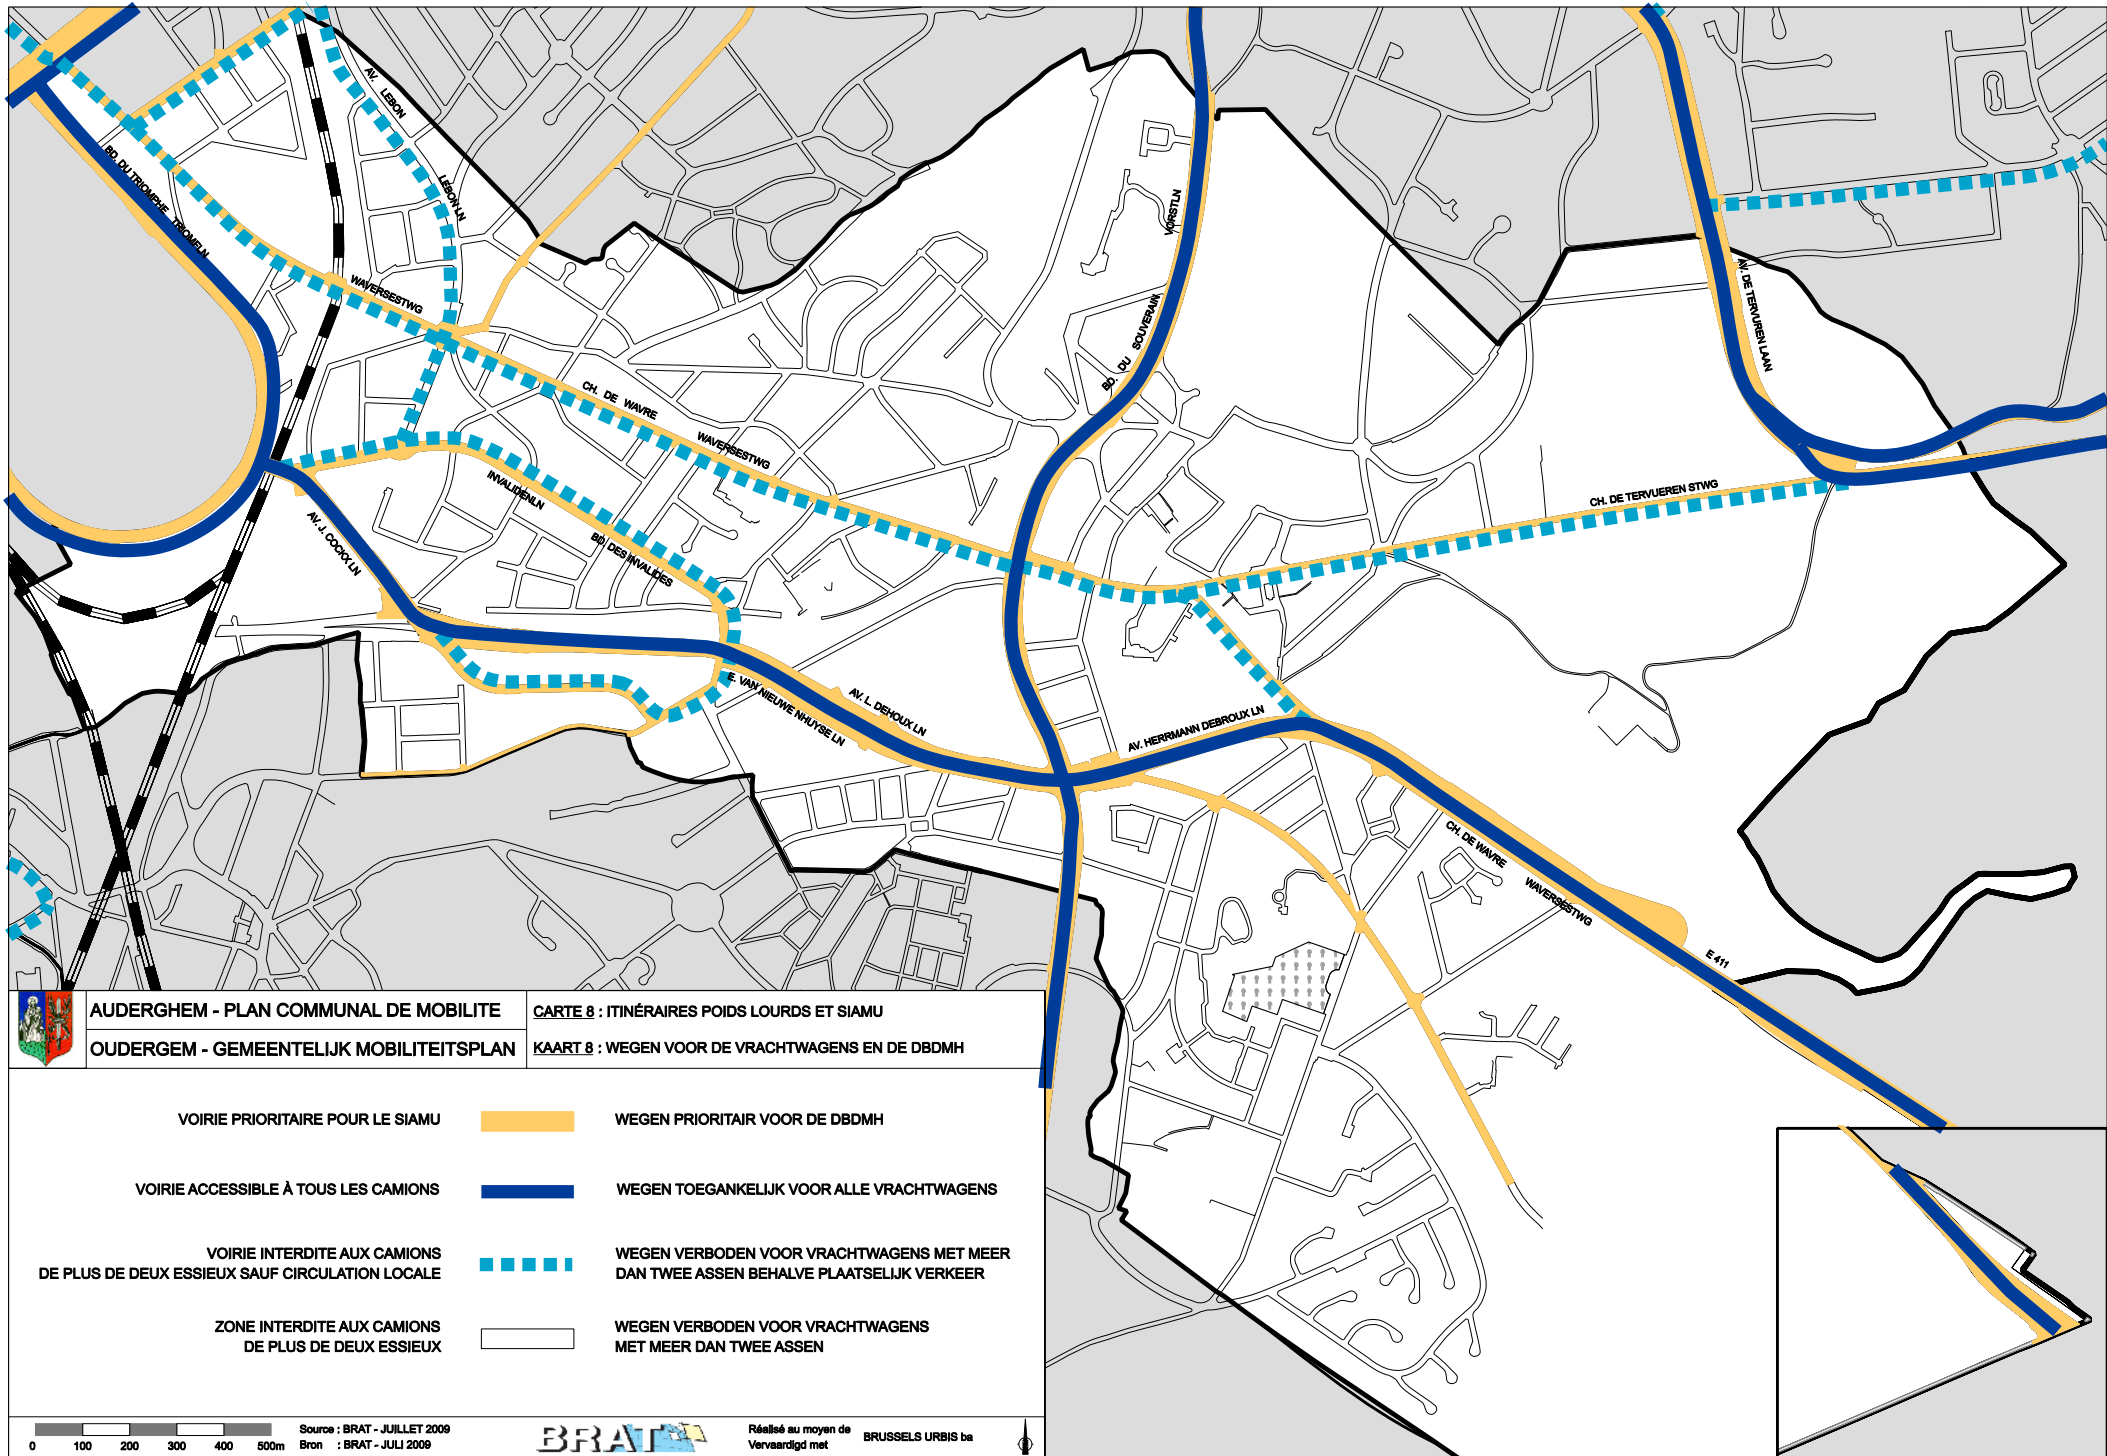 AV. LEBON
LEBON LN
BD. DU TRIOMPHE TRIOMFLN
WAVERSESTWG
CH. DE WAVRE
WAVERSESTWG
VORSTLN
BD. DU SOUVERAIN
AV. DE TERVUREN LAAN
CH. DE TERVUEREN STWG
INVALIDENLN
BD. DES INVALIDES
AV. J. COCKX LN
E. VAN NIEUWE NHUYSE LN
AV. L. DEHOUX LN
AV. HERRMANN DEBROUX LN
CH. DE WAVRE
WAVERSESTWG
E 411
AUDERGHEM - PLAN COMMUNAL DE MOBILITE
OUDERGEM - GEMEENTELIJK MOBILITEITSPLAN
CARTE 8 : ITINÉRAIRES POIDS LOURDS ET SIAMU
KAART 8 : WEGEN VOOR DE VRACHTWAGENS EN DE DBDMH
VOIRIE PRIORITAIRE POUR LE SIAMU
WEGEN PRIORITAIR VOOR DE DBDMH
VOIRIE ACCESSIBLE À TOUS LES CAMIONS
WEGEN TOEGANKELIJK VOOR ALLE VRACHTWAGENS
VOIRIE INTERDITE AUX CAMIONS
DE PLUS DE DEUX ESSIEUX SAUF CIRCULATION LOCALE
WEGEN VERBODEN VOOR VRACHTWAGENS MET MEER
DAN TWEE ASSEN BEHALVE PLAATSELIJK VERKEER
ZONE INTERDITE AUX CAMIONS
DE PLUS DE DEUX ESSIEUX
WEGEN VERBODEN VOOR VRACHTWAGENS
MET MEER DAN TWEE ASSEN
0 100 200 300 400 500m
Source : BRAT - JUILLET 2009
Bron : BRAT - JULI 2009
BRAT
Réalisé au moyen de
Vervaardigd met
BRUSSELS URBIS ba